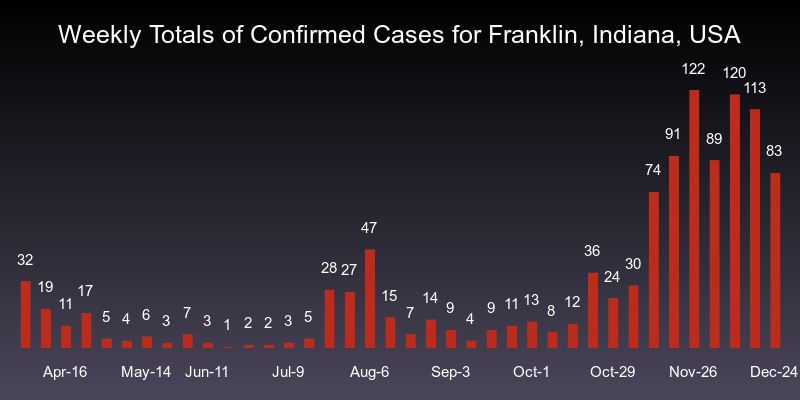 Weekly Totals of Confirmed Cases for Franklin, Indiana, USA
32 19 11 17 5 4 6 3 7 3 1 2 2 3 5 28 27 47 15 7 14 9 4 9 11 13 8 12 36 24 30 74 91 122 89 120 113 83
Apr-16 May-14 Jun-11 Jul-9 Aug-6 Sep-3 Oct-1 Oct-29 Nov-26 Dec-24